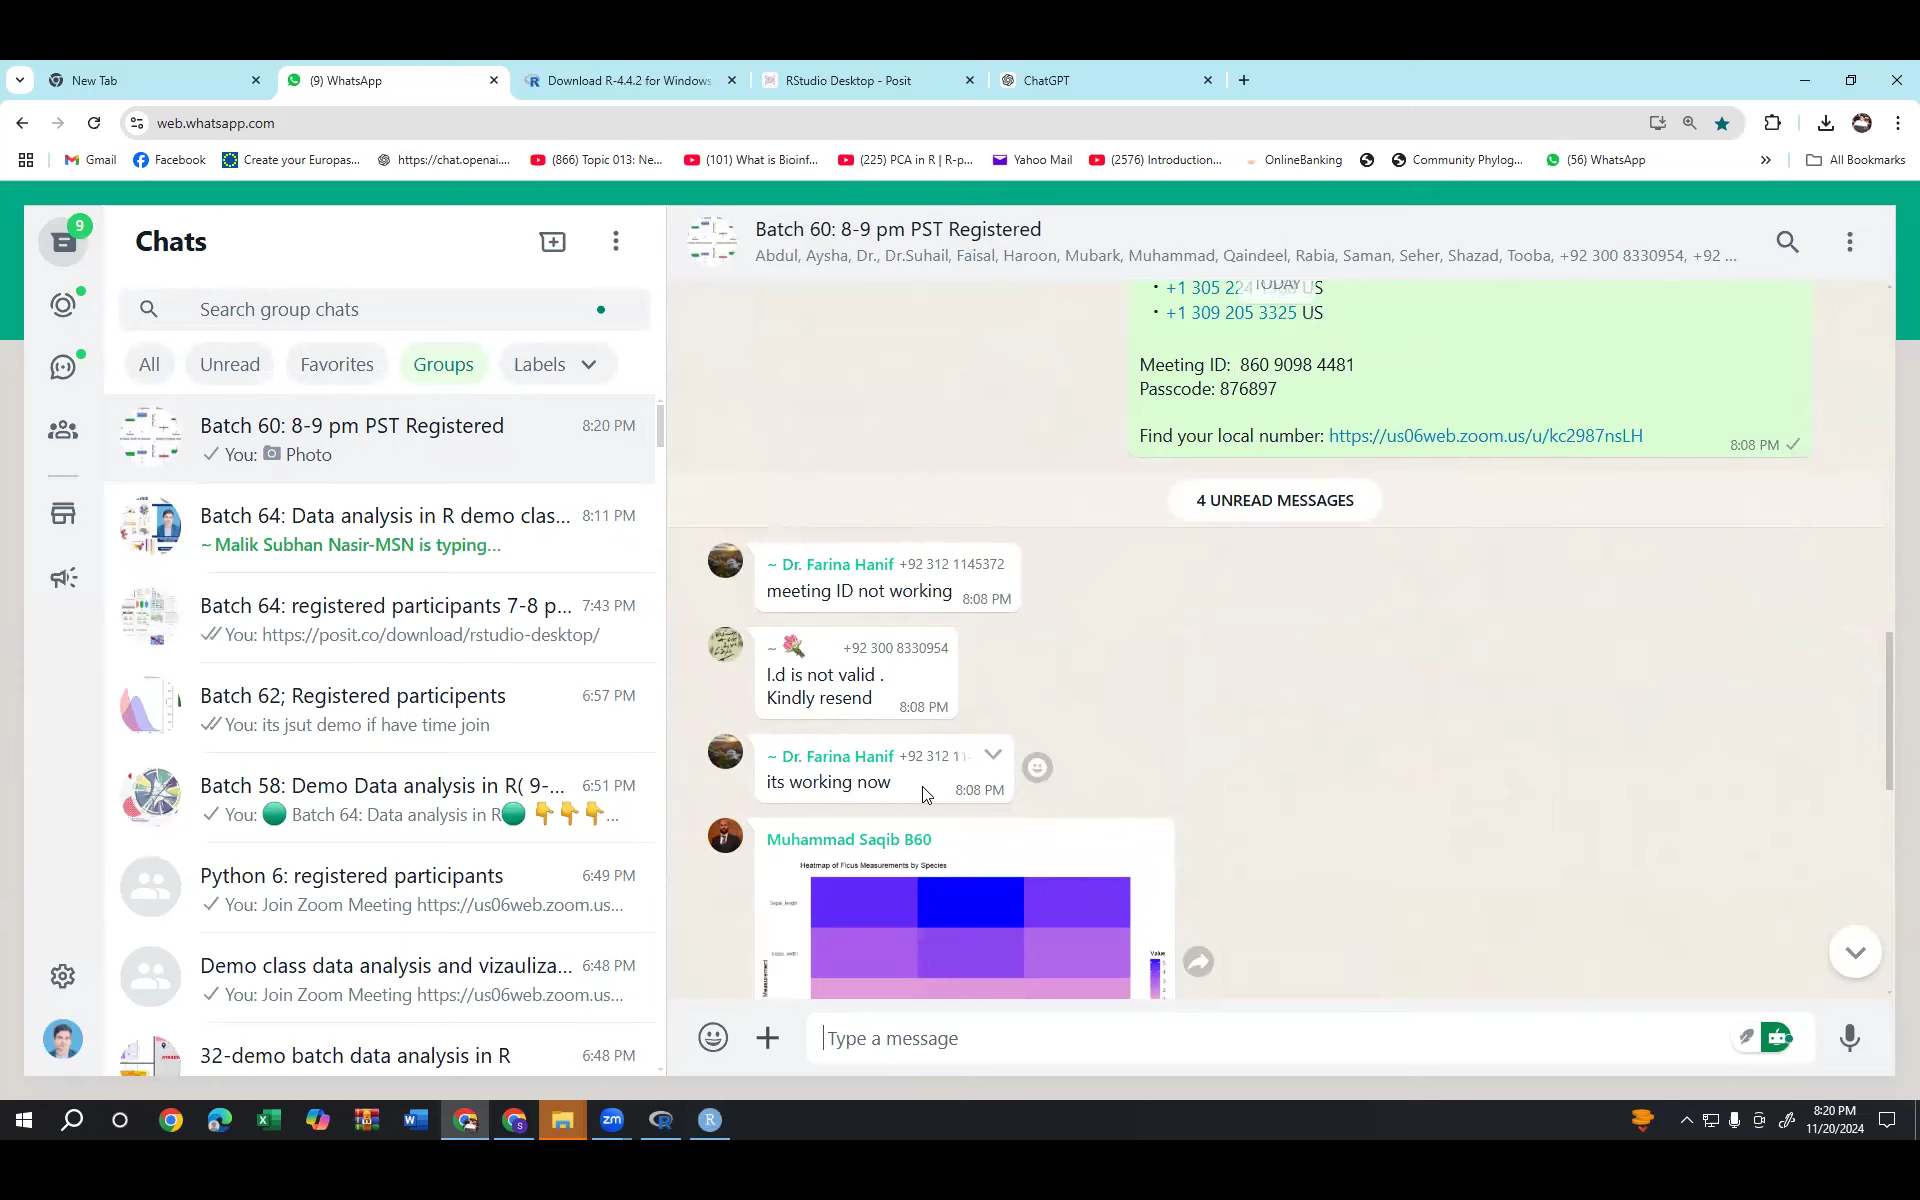 New Tab
(9) WhatsApp
Download R-4.4.2 for Windows.
RStudio Desktop - Posit
ChatGPT
web.whatsapp.com
Gmail
Facebook
Create your Europas...
https://chat.openai....
(866) Topic 013: Ne...
(101) What is Bioinf...
(225) PCA in R | R-p...
Yahoo Mail
(2576) Introduction...
OnlineBanking
Community Phylog...
(56) WhatsApp
All Bookmarks
9
Chats
Search group chats
All
Unread
Favorites
Groups
Labels
Batch 60: 8-9 pm PST Registered
8:20 PM
You: Photo
Batch 64: Data analysis in R demo clas...
8:11 PM
~ Malik Subhan Nasir-MSN is typing...
Batch 64: registered participants 7-8 p...
7:43 PM
You: https://posit.co/download/rstudio-desktop/
Batch 62; Registered participents
6:57 PM
You: its jsut demo if have time join
Batch 58: Demo Data analysis in R( 9-...
6:51 PM
You: 🟢 Batch 64: Data analysis in R🟢 👇👇👇...
Python 6: registered participants
6:49 PM
You: Join Zoom Meeting https://us06web.zoom.us...
Demo class data analysis and vizauliza...
6:48 PM
You: Join Zoom Meeting https://us06web.zoom.us...
32-demo batch data analysis in R
6:48 PM
Batch 60: 8-9 pm PST Registered
Abdul, Aysha, Dr., Dr.Suhail, Faisal, Haroon, Mubark, Muhammad, Qaindeel, Rabia, Saman, Seher, Shazad, Tooba, +92 300 8330954, +92 ...
TODAY
• +1 305 224 US
• +1 309 205 3325 US
Meeting ID: 860 9098 4481
Passcode: 876897
Find your local number: https://us06web.zoom.us/u/kc2987nsLH
8:08 PM
4 UNREAD MESSAGES
~ Dr. Farina Hanif +92 312 1145372
meeting ID not working
8:08 PM
~ 🌷 +92 300 8330954
I.d is not valid .
Kindly resend
8:08 PM
~ Dr. Farina Hanif +92 312 11
its working now
8:08 PM
Muhammad Saqib B60
Heatmap of Ficus Measurements by Species
Sepal_length
Measurement
Value
Type a message
8:20 PM
11/20/2024